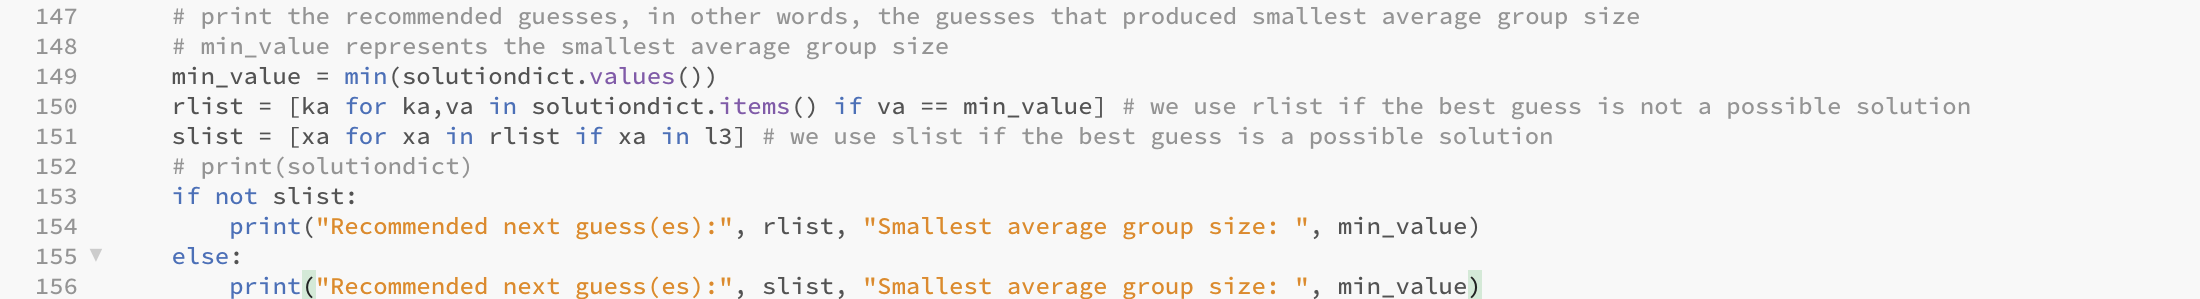 147 # print the recommended guesses, in other words, the guesses that produced smallest average group size
148 # min_value represents the smallest average group size
149 min_value = min(solutiondict.values())
150 rlist = [ka for ka,va in solutiondict.items() if va == min_value] # we use rlist if the best guess is not a possible solution
151 slist = [xa for xa in rlist if xa in l3] # we use slist if the best guess is a possible solution
152 # print(solutiondict)
153 if not slist:
154 print("Recommended next guess(es):", rlist, "Smallest average group size: ", min_value)
155 else:
156 print("Recommended next guess(es):", slist, "Smallest average group size: ", min_value)